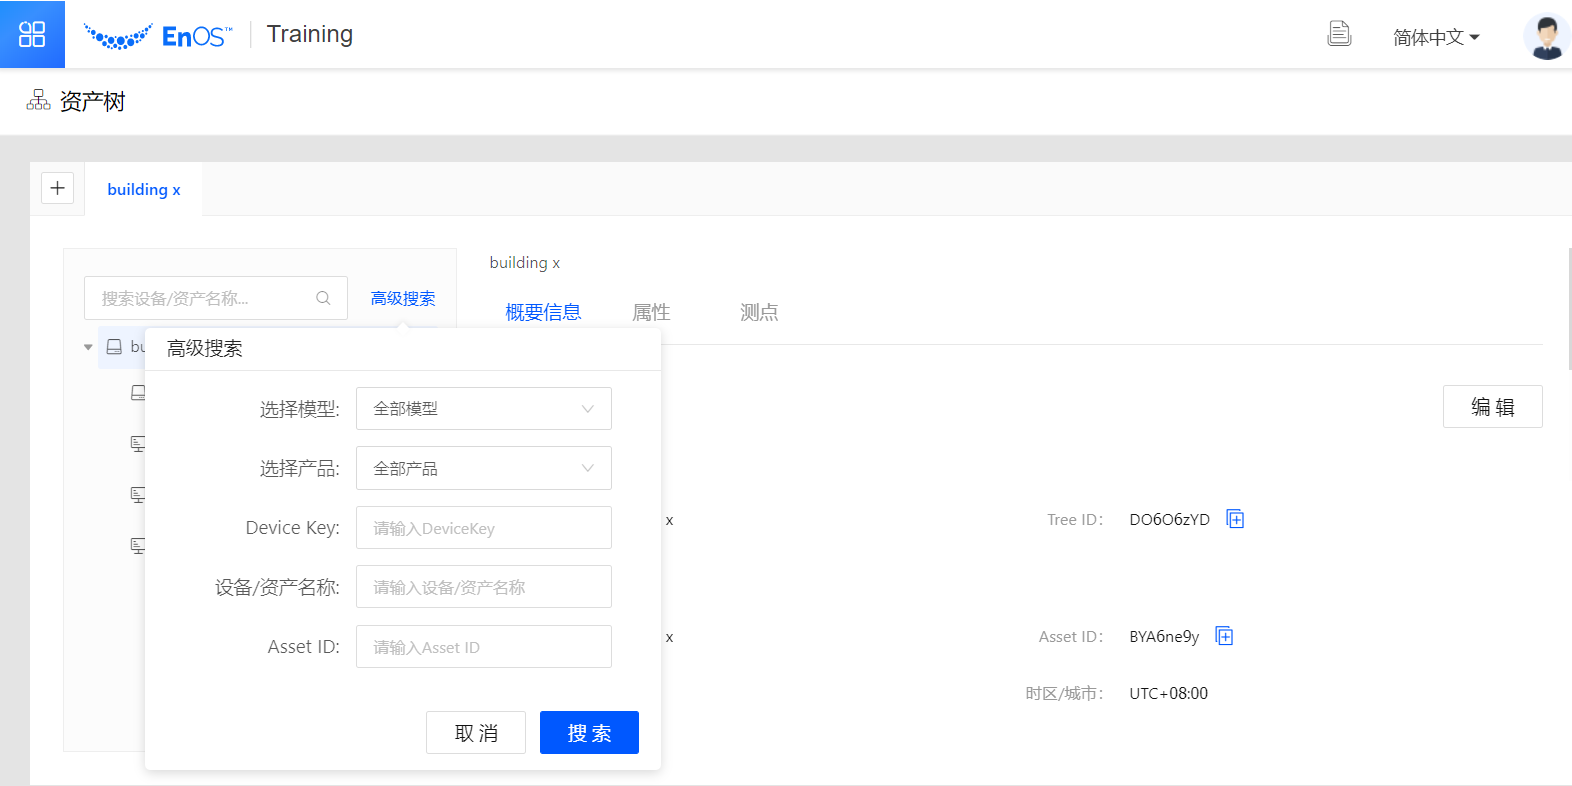 EnOS™ Training
简体中文
资产树
building x
搜索设备/资产名称...
高级搜索
building x
概要信息 属性 测点
bu
高级搜索
选择模型: 全部模型
选择产品: 全部产品
Device Key: 请输入DeviceKey
设备/资产名称: 请输入设备/资产名称
Asset ID: 请输入Asset ID
取 消 搜 索
编 辑
x
Tree ID: DO6O6zYD
x
Asset ID: BYA6ne9y
时区/城市: UTC+08:00